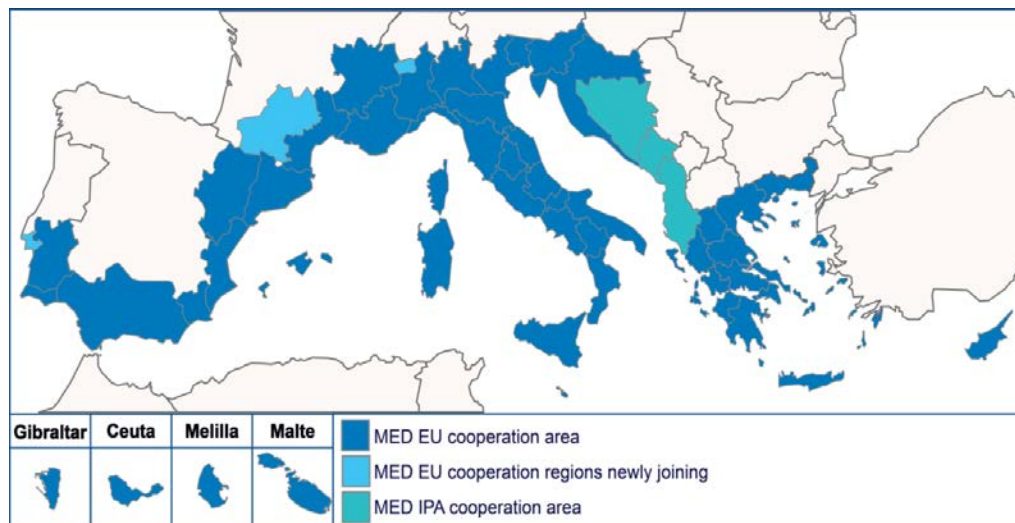 Gibraltar
Ceuta
Melilla
Malte
MED EU cooperation area
MED EU cooperation regions newly joining
MED IPA cooperation area